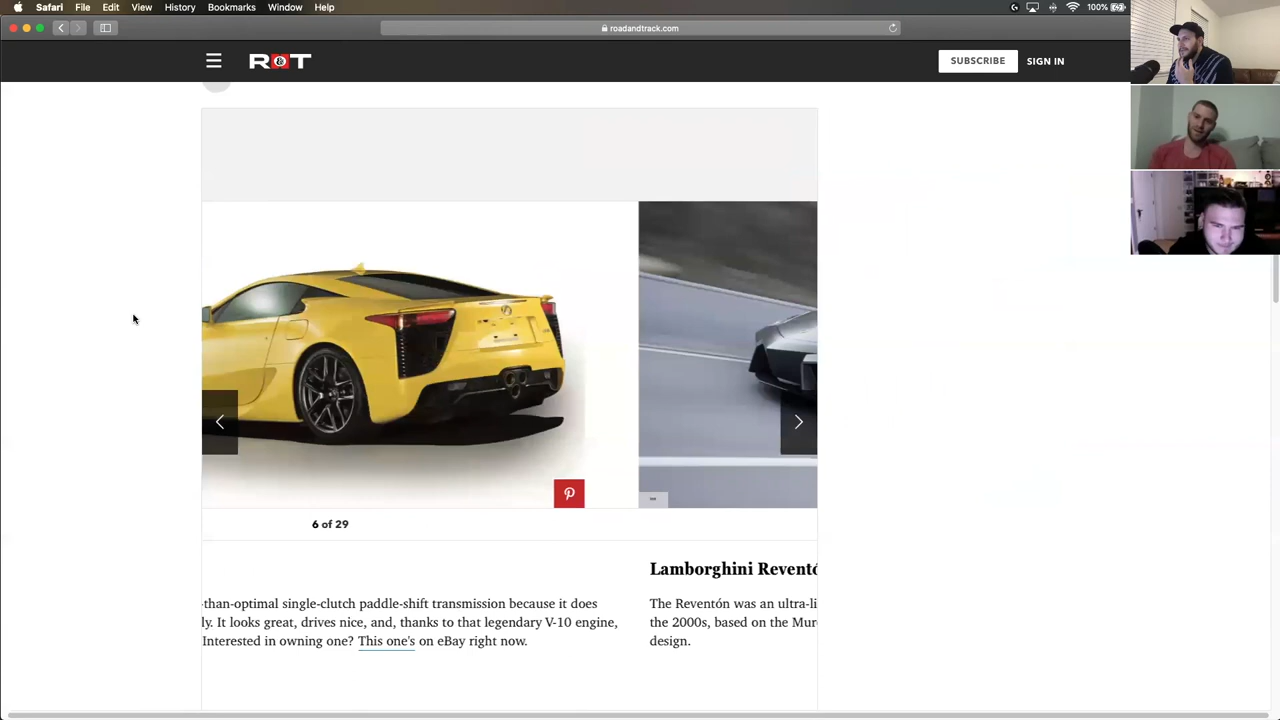 Safari File Edit View History Bookmarks Window Help
100%
roadandtrack.com
R&T
SUBSCRIBE
SIGN IN
6 of 29
Lamborghini Revent
-than-optimal single-clutch paddle-shift transmission because it does
ly. It looks great, drives nice, and, thanks to that legendary V-10 engine,
Interested in owning one? This one's on eBay right now.
The Reventón was an ultra-li
the 2000s, based on the Mur
design.